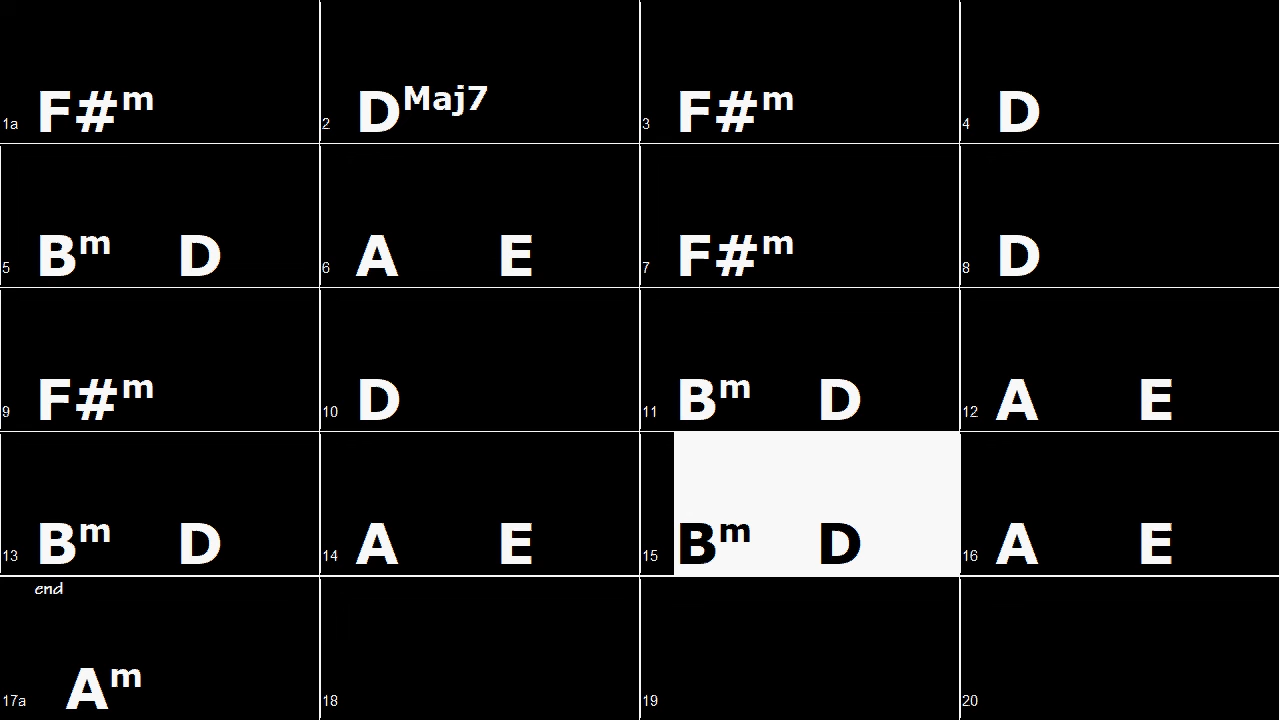 1a F#m 2 DMaj7 3 F#m 4 D
5 Bm D 6 A E 7 F#m 8 D
9 F#m 10 D 11 Bm D 12 A E
13 Bm D 14 A E 15 Bm D 16 A E
end
17a Am 18 19 20